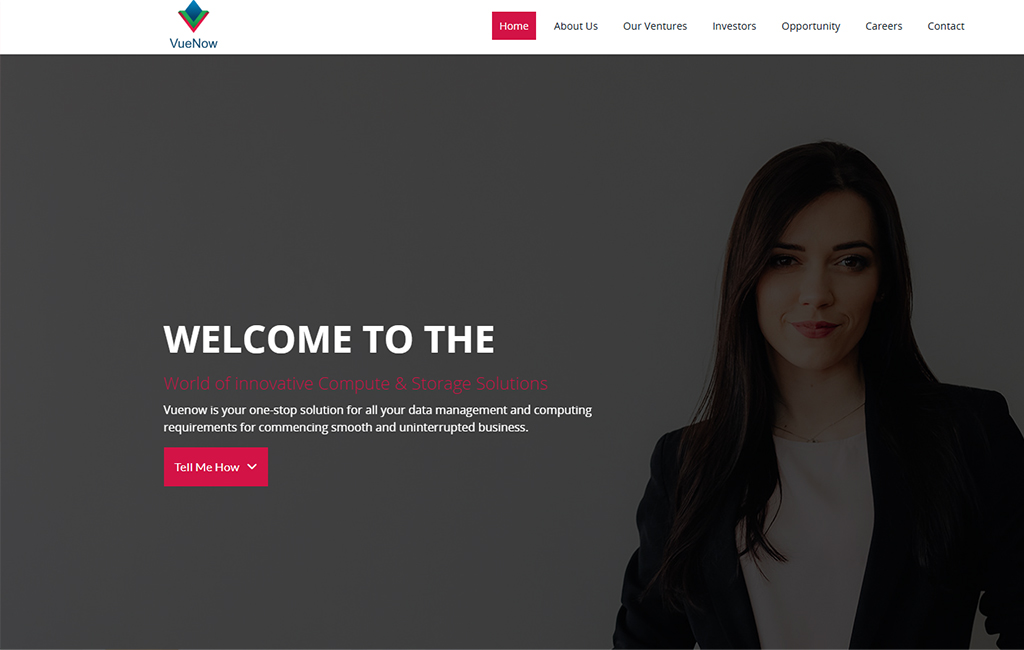 VueNow
Home
About Us
Our Ventures
Investors
Opportunity
Careers
Contact
WELCOME TO THE
World of Innovative Compute & Storage Solutions
Vuenow is your one-stop solution for all your data management and computing
requirements for commencing smooth and uninterrupted business.
Tell Me How